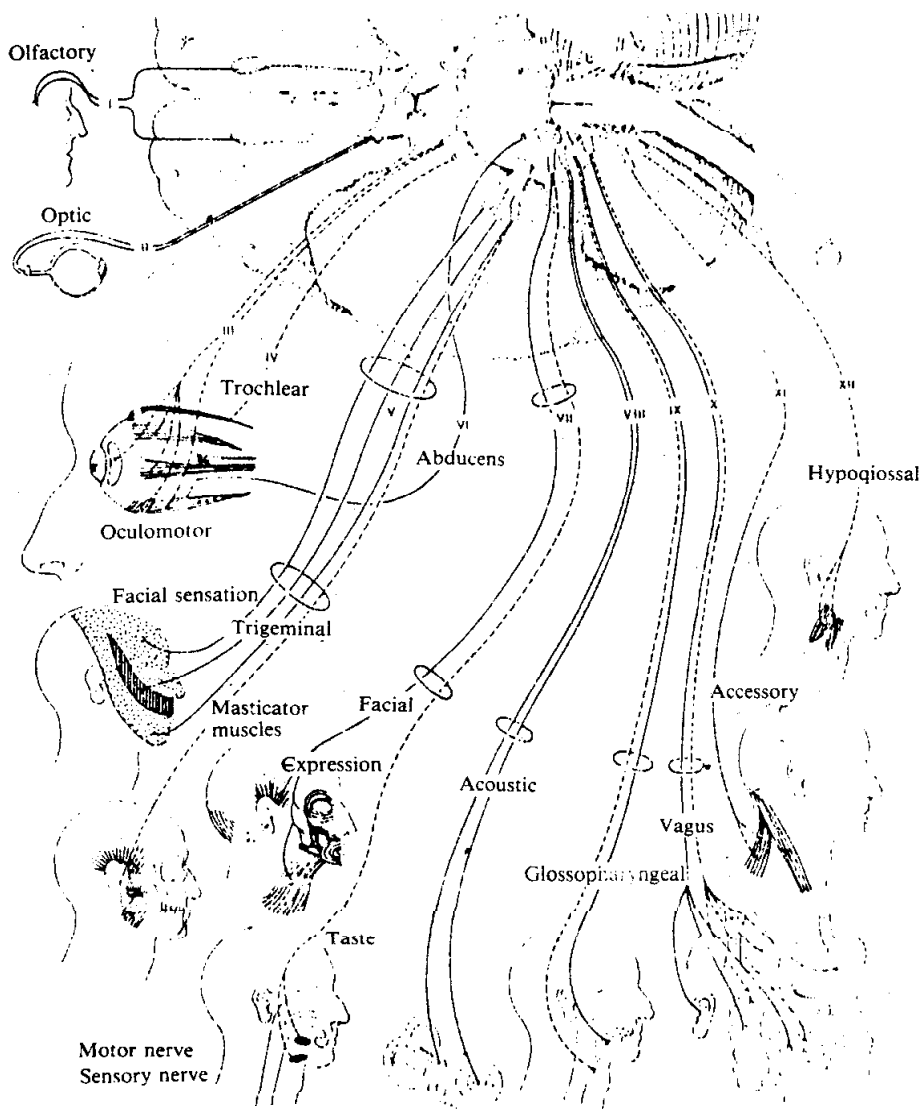 Olfactory
I
Optic
II
III
IV
Trochlear
V
VI
VII
VIII
IX
X
XI
XII
Abducens
Hypoqiossal
Oculomotor
Facial sensation
Trigeminal
Masticator
muscles
Facial
Accessory
Expression
Acoustic
Vagus
Glossopharyngeal
Taste
Motor nerve
Sensory nerve